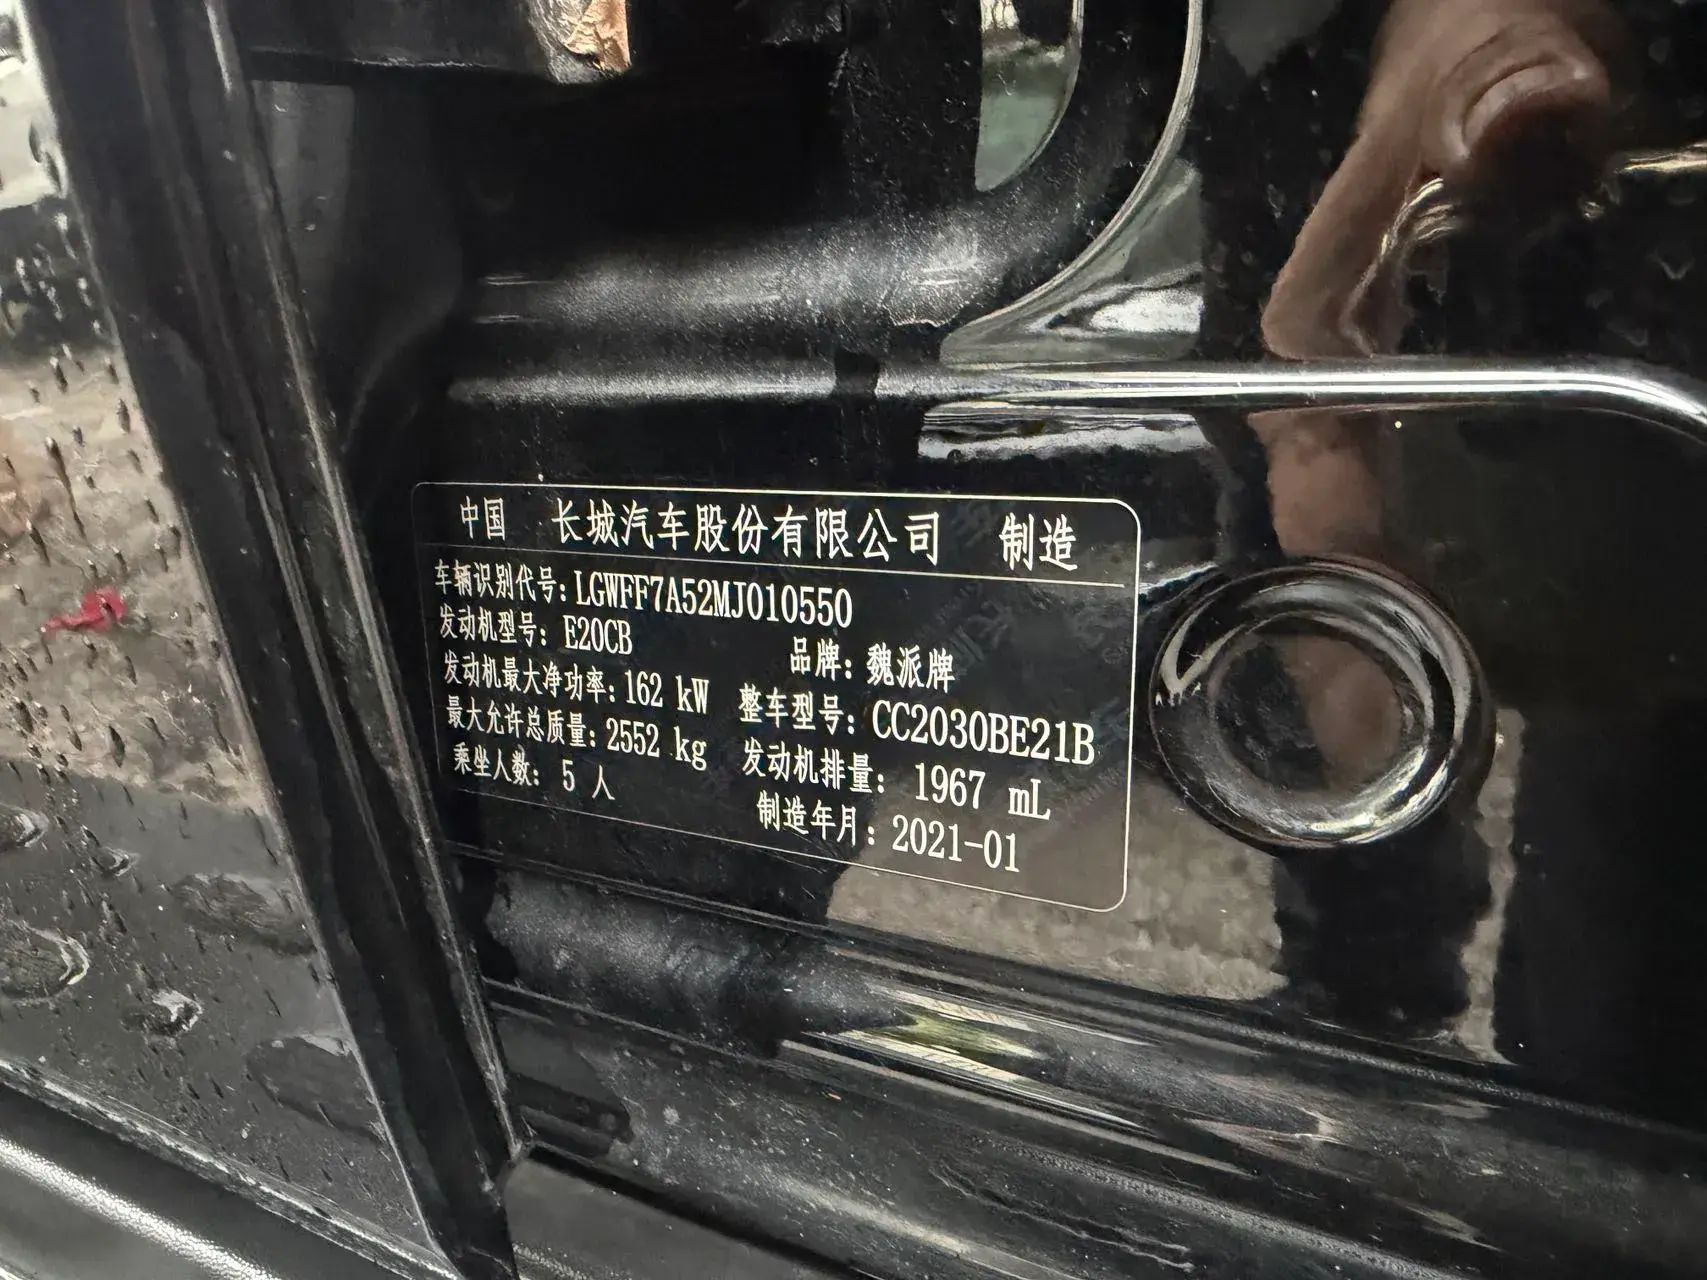 中国 长城汽车股份有限公司 制造
车辆识别代号：LGWFF7A52MJ010550
发动机型号：E20CB 品牌：魏派牌
发动机最大净功率：162 kW 整车型号：CC2030BE21B
最大允许总质量：2552 kg 发动机排量：1967 mL
乘坐人数：5 人 制造年月：2021-01